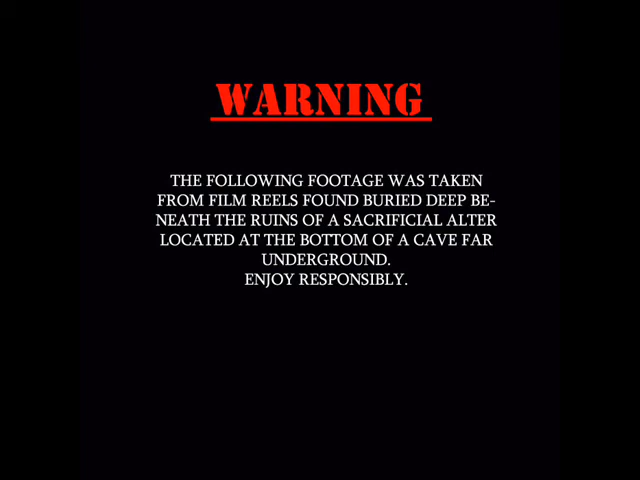 WARNING
THE FOLLOWING FOOTAGE WAS TAKEN
FROM FILM REELS FOUND BURIED DEEP BE-
NEATH THE RUINS OF A SACRIFICIAL ALTER
LOCATED AT THE BOTTOM OF A CAVE FAR
UNDERGROUND.
ENJOY RESPONSIBLY.